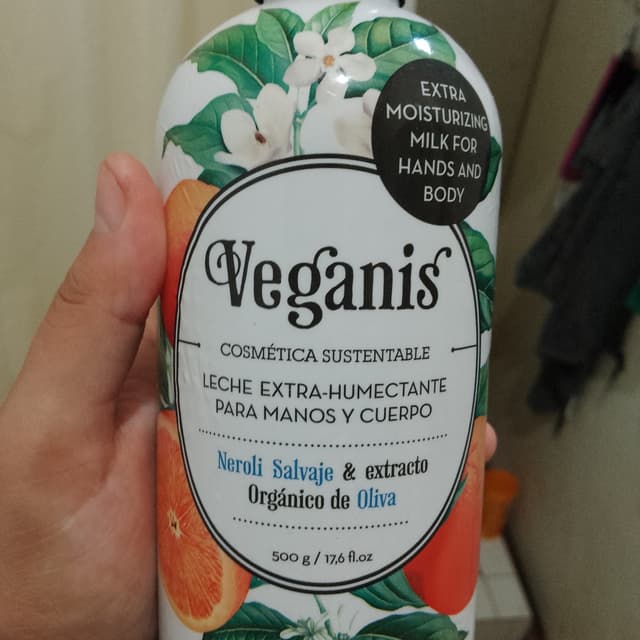 EXTRA
MOISTURIZING
MILK FOR
HANDS AND
BODY
Veganis
COSMÉTICA SUSTENTABLE
LECHE EXTRA-HUMECTANTE
PARA MANOS Y CUERPO
Neroli Salvaje & extracto
Orgánico de Oliva
500 g / 17,6 fl.oz